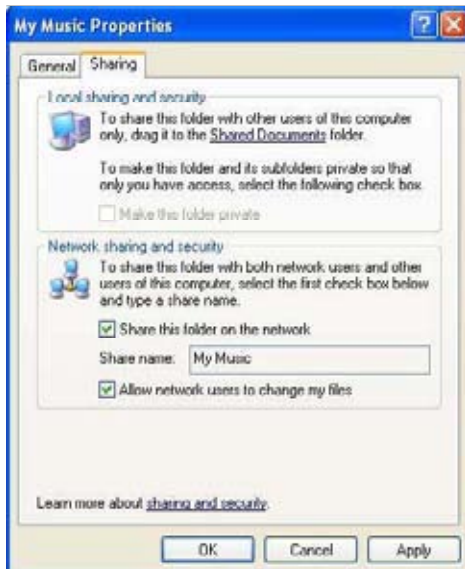 My Music Properties
General Sharing
Local sharing and security
To share this folder with other users of this computer
only, drag it to the Shared Documents folder.
To make this folder and its subfolders private so that
only you have access, select the following check box.
Make this folder private
Network sharing and security
To share this folder with both network users and other
users of this computer, select the first check box below
and type a share name.
Share this folder on the network
Share name: My Music
Allow network users to change my files
Learn more about sharing and security.
OK Cancel Apply